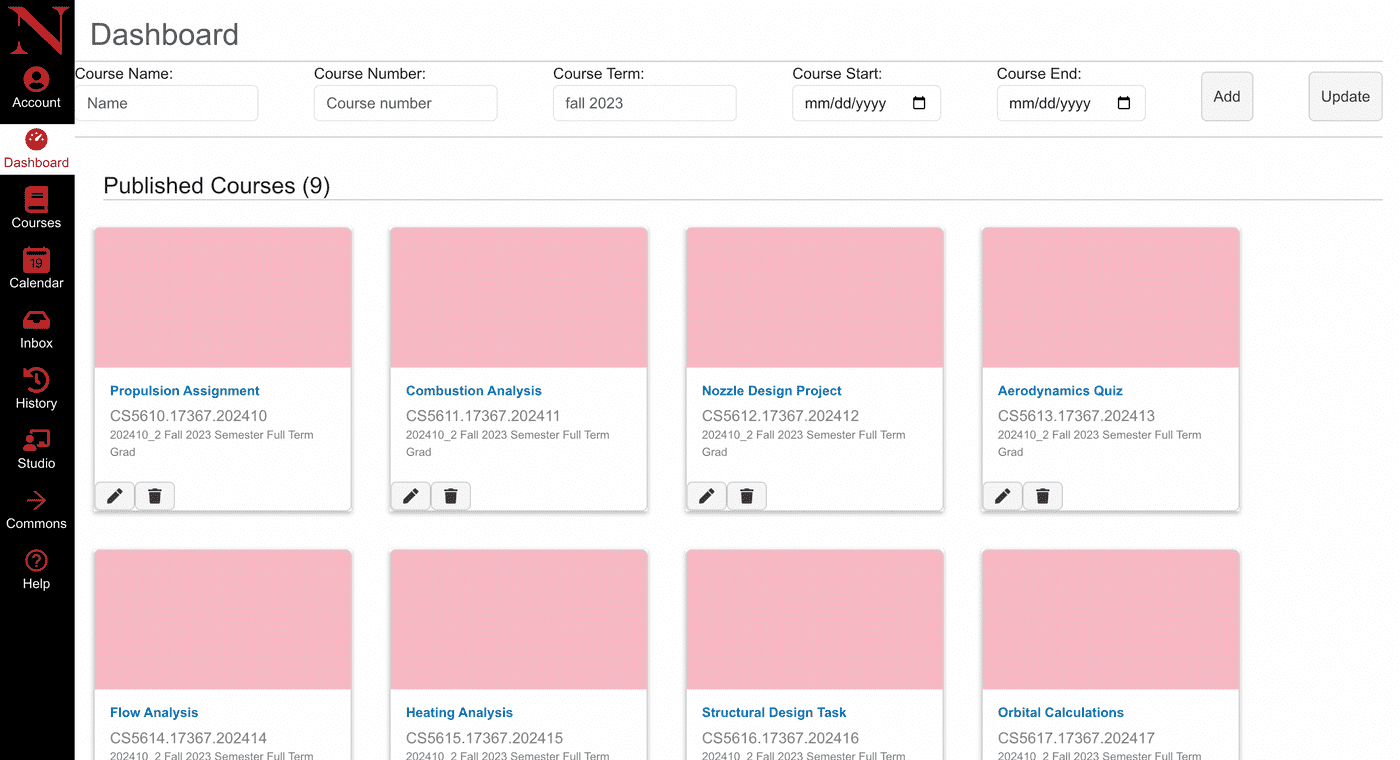 N
Dashboard
Account
Dashboard
Courses
19
Calendar
Inbox
History
Studio
Commons
?
Help
Course Name:
Name
Course Number:
Course number
Course Term:
fall 2023
Course Start:
mm/dd/yyyy
Course End:
mm/dd/yyyy
Add
Update
Published Courses (9)
Propulsion Assignment
CS5610.17367.202410
202410_2 Fall 2023 Semester Full Term
Grad
Combustion Analysis
CS5611.17367.202411
202410_2 Fall 2023 Semester Full Term
Grad
Nozzle Design Project
CS5612.17367.202412
202410_2 Fall 2023 Semester Full Term
Grad
Aerodynamics Quiz
CS5613.17367.202413
202410_2 Fall 2023 Semester Full Term
Grad
Flow Analysis
CS5614.17367.202414
202410_2 Fall 2023 Semester Full Term
Heating Analysis
CS5615.17367.202415
202410_2 Fall 2023 Semester Full Term
Structural Design Task
CS5616.17367.202416
202410_2 Fall 2023 Semester Full Term
Orbital Calculations
CS5617.17367.202417
202410_2 Fall 2023 Semester Full Term